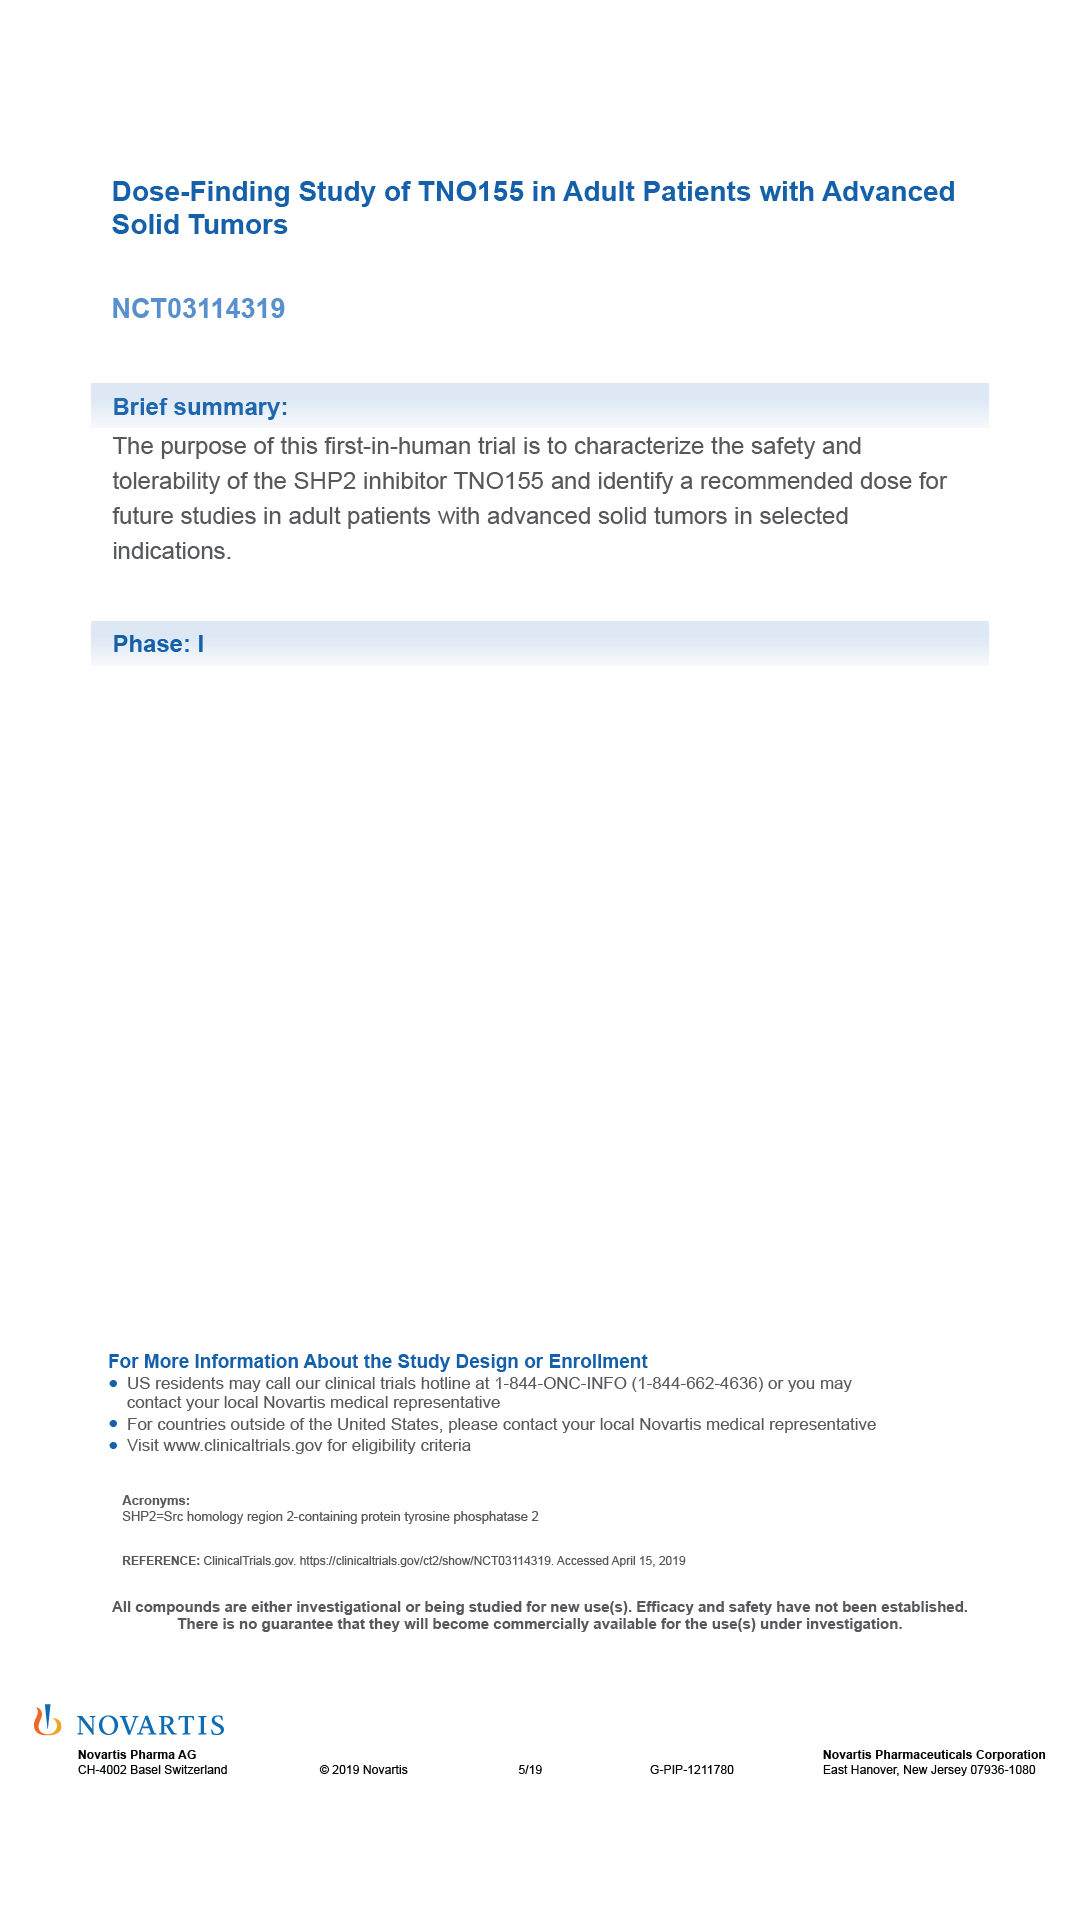 Dose-Finding Study of TNO155 in Adult Patients with Advanced
Solid Tumors
NCT03114319
Brief summary:
The purpose of this first-in-human trial is to characterize the safety and
tolerability of the SHP2 inhibitor TNO155 and identify a recommended dose for
future studies in adult patients with advanced solid tumors in selected
indications.
Phase: I
For More Information About the Study Design or Enrollment
● US residents may call our clinical trials hotline at 1-844-ONC-INFO (1-844-662-4636) or you may
contact your local Novartis medical representative
● For countries outside of the United States, please contact your local Novartis medical representative
● Visit www.clinicaltrials.gov for eligibility criteria
Acronyms:
SHP2=Src homology region 2-containing protein tyrosine phosphatase 2
REFERENCE: ClinicalTrials.gov. https://clinicaltrials.gov/ct2/show/NCT03114319. Accessed April 15, 2019
All compounds are either investigational or being studied for new use(s). Efficacy and safety have not been established.
There is no guarantee that they will become commercially available for the use(s) under investigation.
NOVARTIS
Novartis Pharma AG
CH-4002 Basel Switzerland
© 2019 Novartis
5/19
G-PIP-1211780
Novartis Pharmaceuticals Corporation
East Hanover, New Jersey 07936-1080